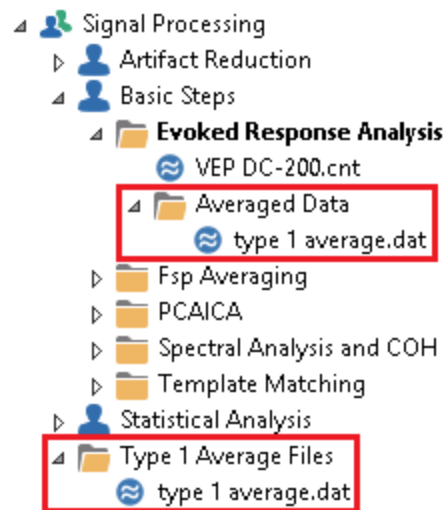 Signal Processing
Artifact Reduction
Basic Steps
Evoked Response Analysis
VEP DC-200.cnt
Averaged Data
type 1 average.dat
Fsp Averaging
PCAICA
Spectral Analysis and COH
Template Matching
Statistical Analysis
Type 1 Average Files
type 1 average.dat